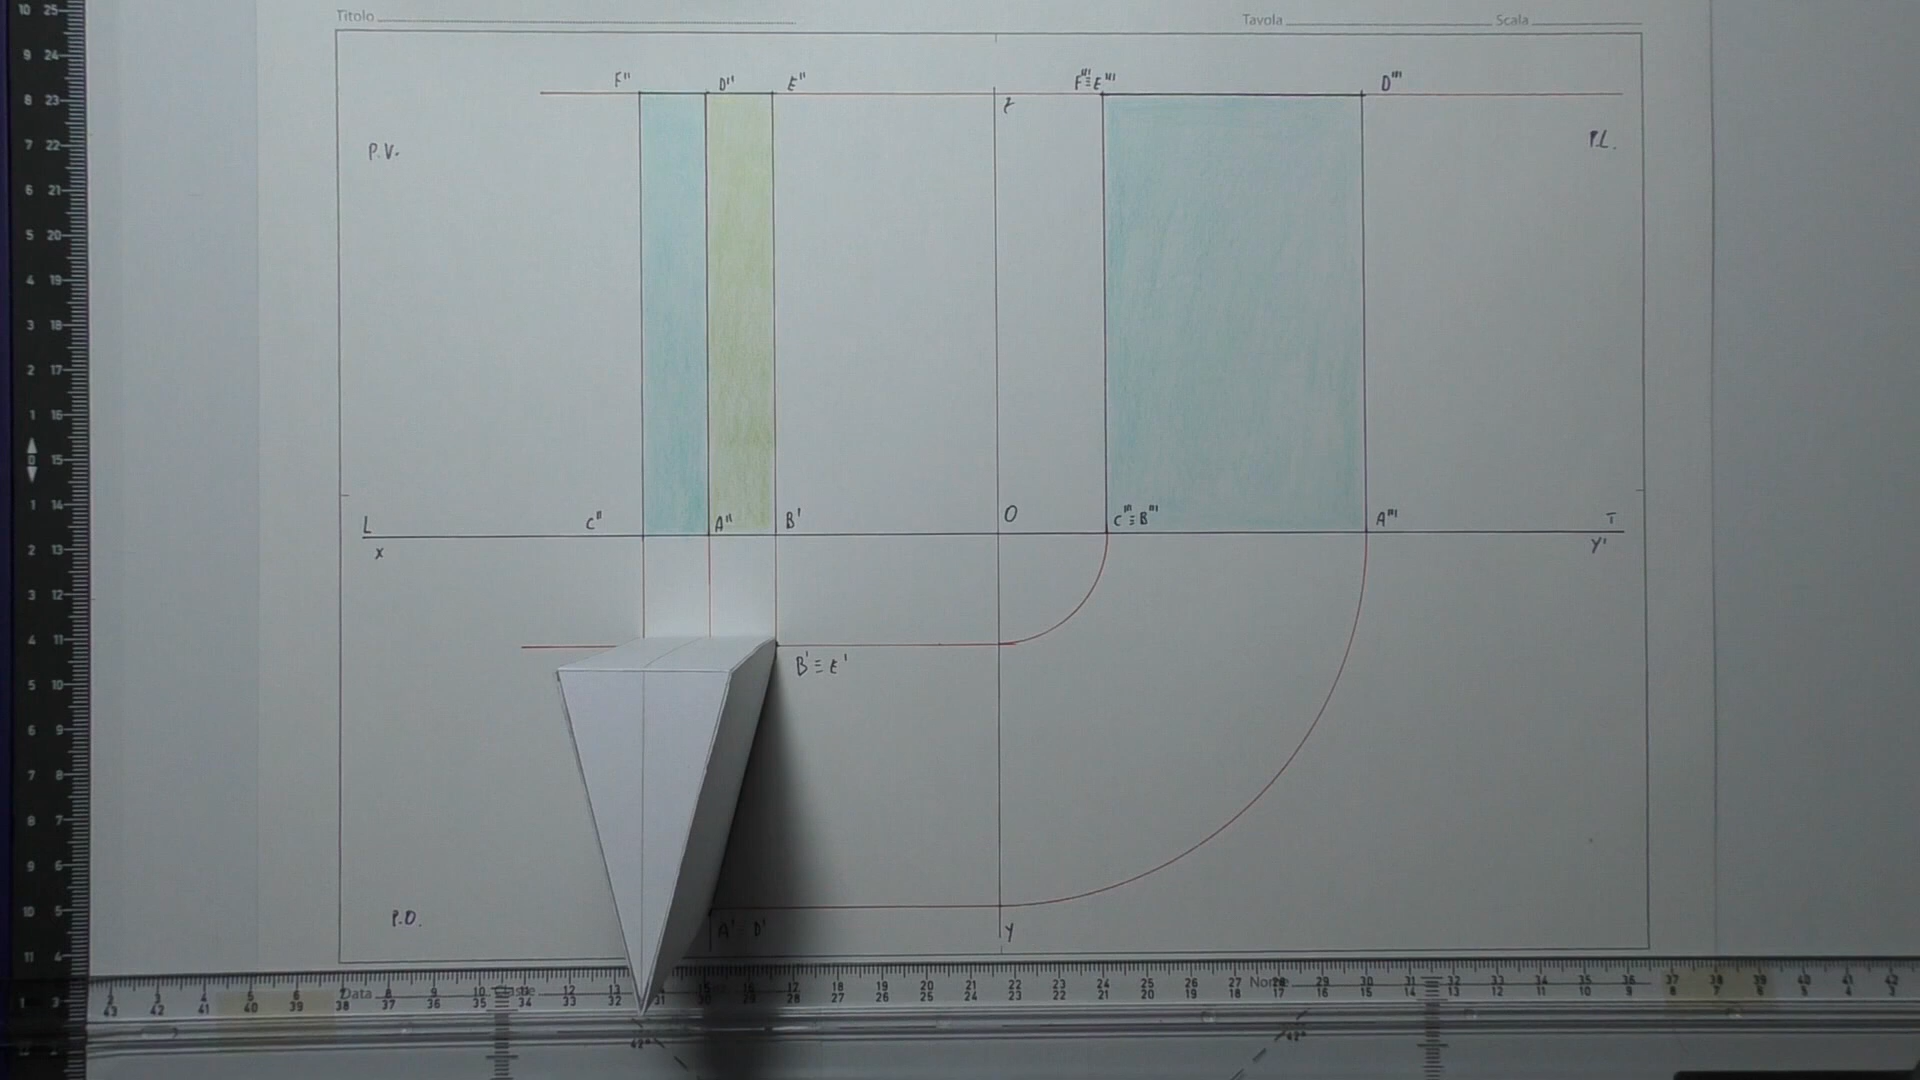 Titolo Tavola Scala
F" D" E" F'''≡E''' D'''
z
P.V. P.L.
L C" A" B' O C'''≡B''' A''' T
x Y'
B'≡E'
P.O. A'≡D' y
Data Classe Nome